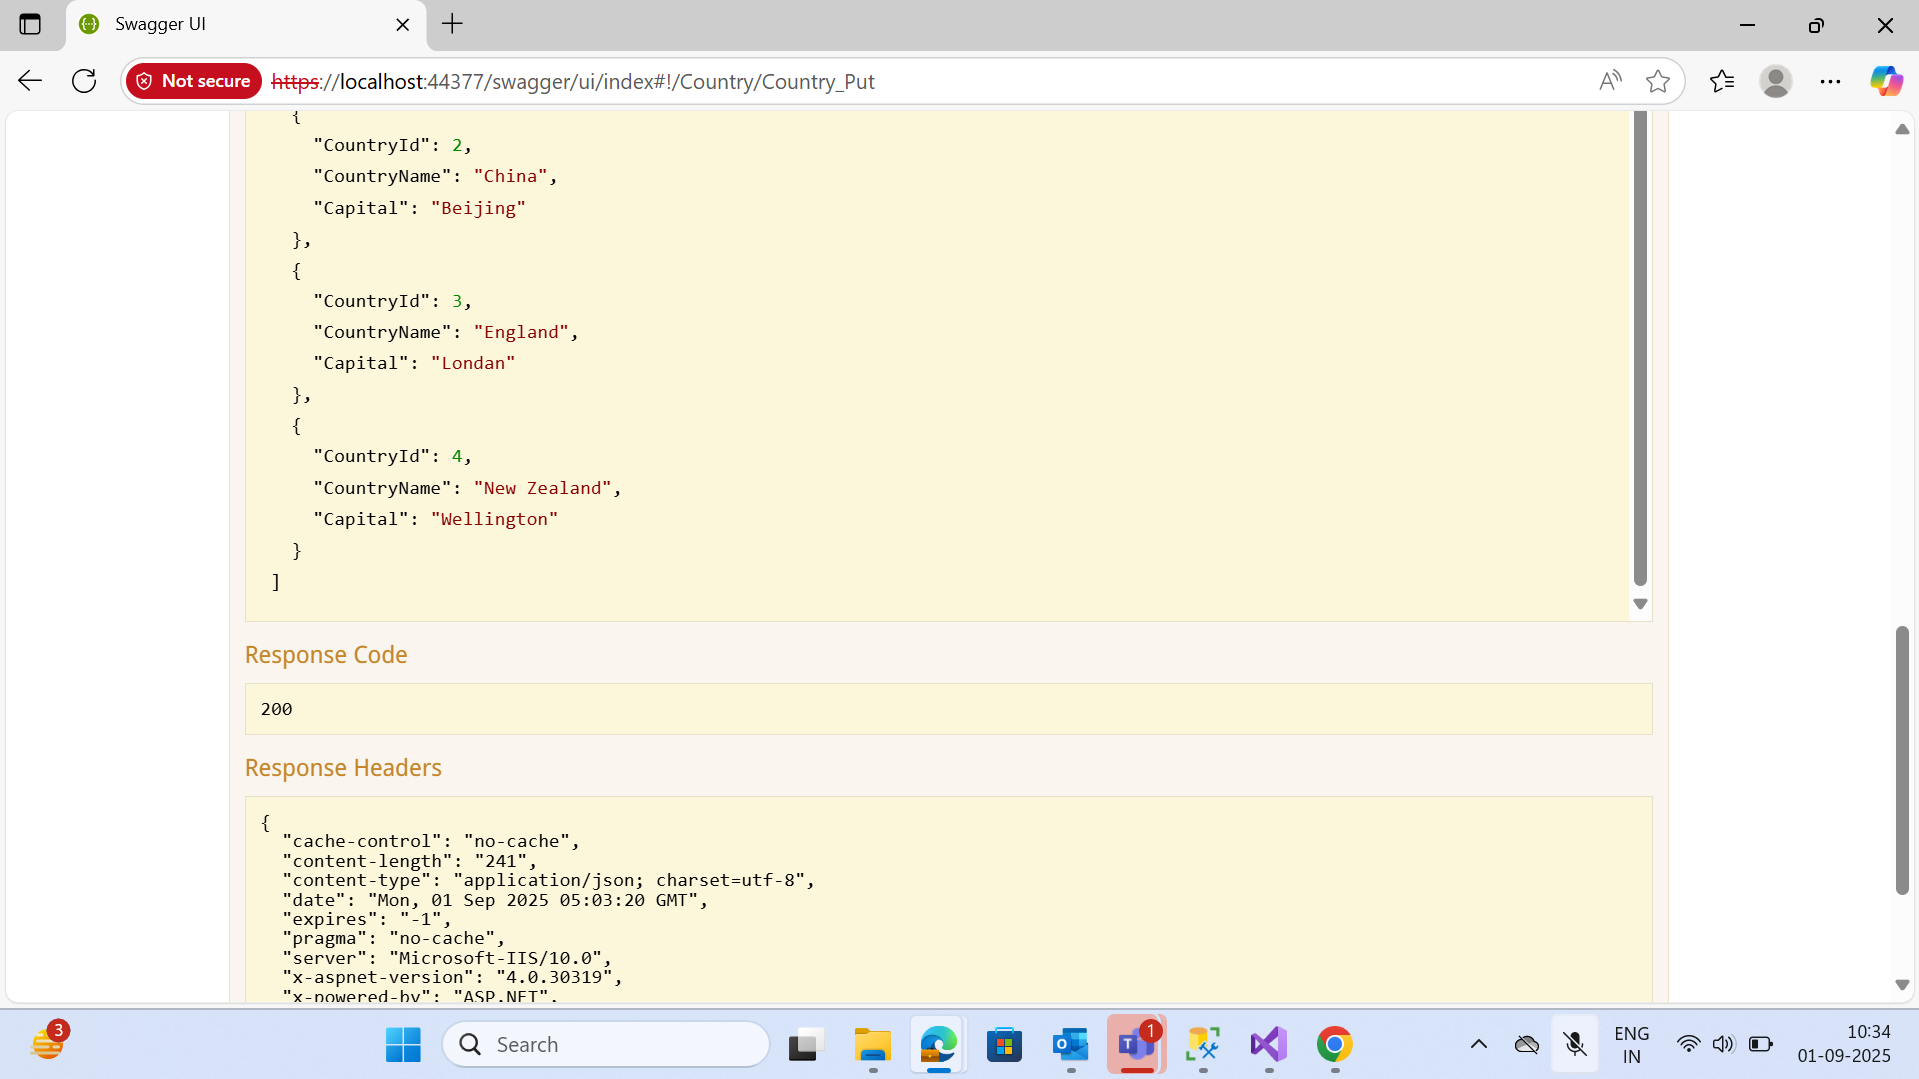 Swagger UI
Not secure https://localhost:44377/swagger/ui/index#!/Country/Country_Put
{
"CountryId": 2,
"CountryName": "China",
"Capital": "Beijing"
},
{
"CountryId": 3,
"CountryName": "England",
"Capital": "Londan"
},
{
"CountryId": 4,
"CountryName": "New Zealand",
"Capital": "Wellington"
}
]
Response Code
200
Response Headers
{
"cache-control": "no-cache",
"content-length": "241",
"content-type": "application/json; charset=utf-8",
"date": "Mon, 01 Sep 2025 05:03:20 GMT",
"expires": "-1",
"pragma": "no-cache",
"server": "Microsoft-IIS/10.0",
"x-aspnet-version": "4.0.30319",
"x-powered-by": "ASP.NET",
3
Search
1
ENG
IN
10:34
01-09-2025